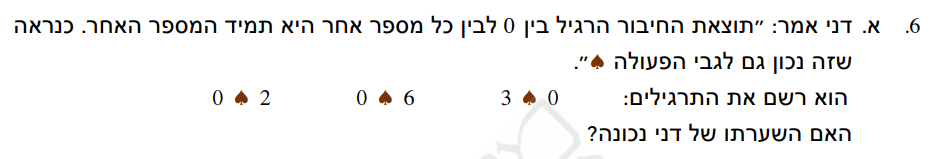 6. א. דני אמר: "תוצאת החיבור הרגיל בין 0 לבין כל מספר אחר היא תמיד המספר האחר. כנראה
שזה נכון גם לגבי הפעולה ♠".
הוא רשם את התרגילים: 3 ♠ 0 0 ♠ 6 0 ♠ 2
האם השערתו של דני נכונה?